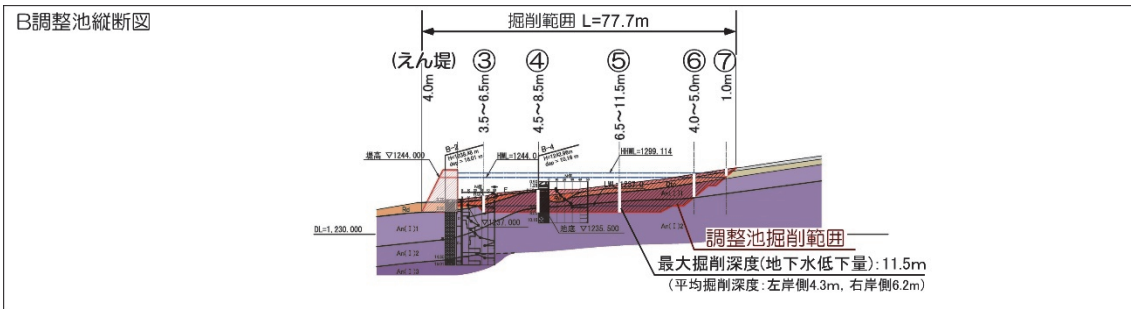 B調整池縦断図
掘削範囲 L=77.7m
(えん堤)
③
④
⑤
⑥
⑦
4.0m
3.5~6.5m
4.5~8.5m
6.5~11.5m
4.0~5.0m
1.0m
B-4
堤高 ▽1244.000
HWL=1244.0
HHWL=1299.114
▽1237.000
池底 ▽1235.500
DL=1,230.000
調整池掘削範囲
最大掘削深度(地下水低下量):11.5m
(平均掘削深度:左岸側4.3m, 右岸側6.2m)